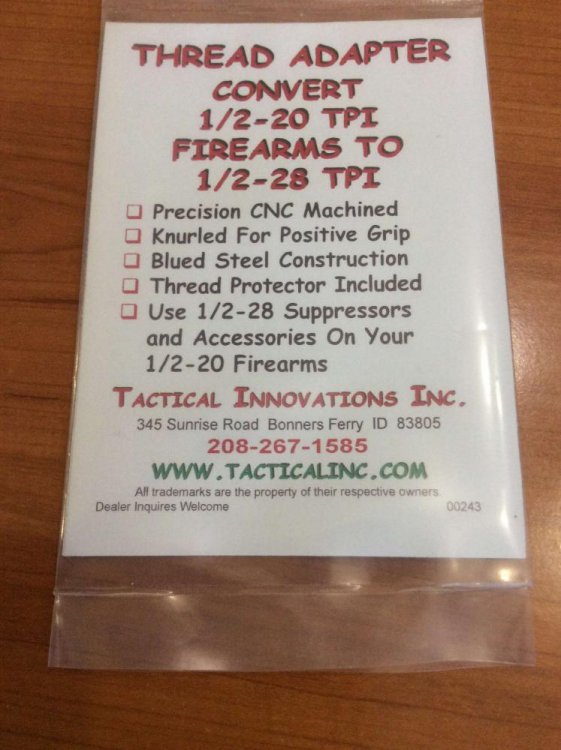 THREAD ADAPTER
CONVERT
1/2-20 TPI
FIREARMS TO
1/2-28 TPI
❑ Precision CNC Machined
❑ Knurled For Positive Grip
❑ Blued Steel Construction
❑ Thread Protector Included
❑ Use 1/2-28 Suppressors
and Accessories On Your
1/2-20 Firearms
TACTICAL INNOVATIONS INC.
345 Sunrise Road Bonners Ferry ID 83805
208-267-1585
WWW.TACTICALINC.COM
All trademarks are the property of their respective owners
Dealer Inquires Welcome 00243